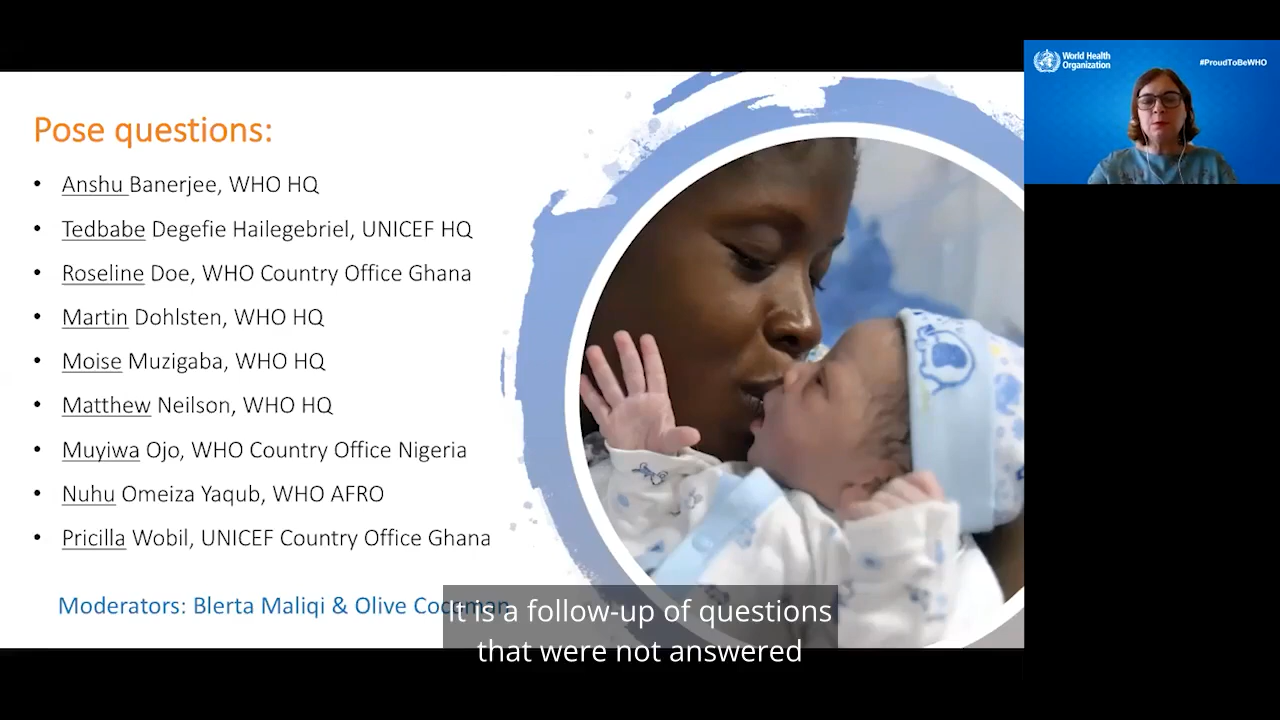 Pose questions:
• Anshu Banerjee, WHO HQ
• Tedbabe Degefie Hailegebriel, UNICEF HQ
• Roseline Doe, WHO Country Office Ghana
• Martin Dohlsten, WHO HQ
• Moise Muzigaba, WHO HQ
• Matthew Neilson, WHO HQ
• Muyiwa Ojo, WHO Country Office Nigeria
• Nuhu Omeiza Yaqub, WHO AFRO
• Pricilla Wobil, UNICEF Country Office Ghana
Moderators: Blerta Maliqi & Olive
It is a follow-up of questions
that were not answered
World Health
Organization
#ProudToBeWHO